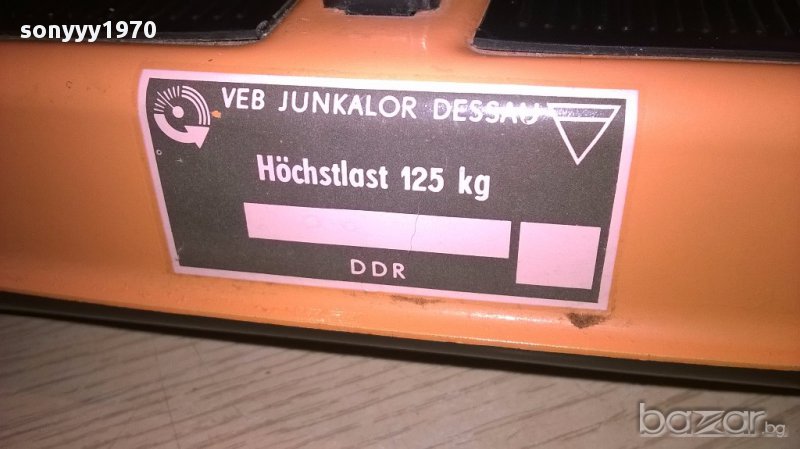 sonyyy1970
VEB JUNKALOR DESSAU
Höchstlast 125 kg
DDR
bazar.bg